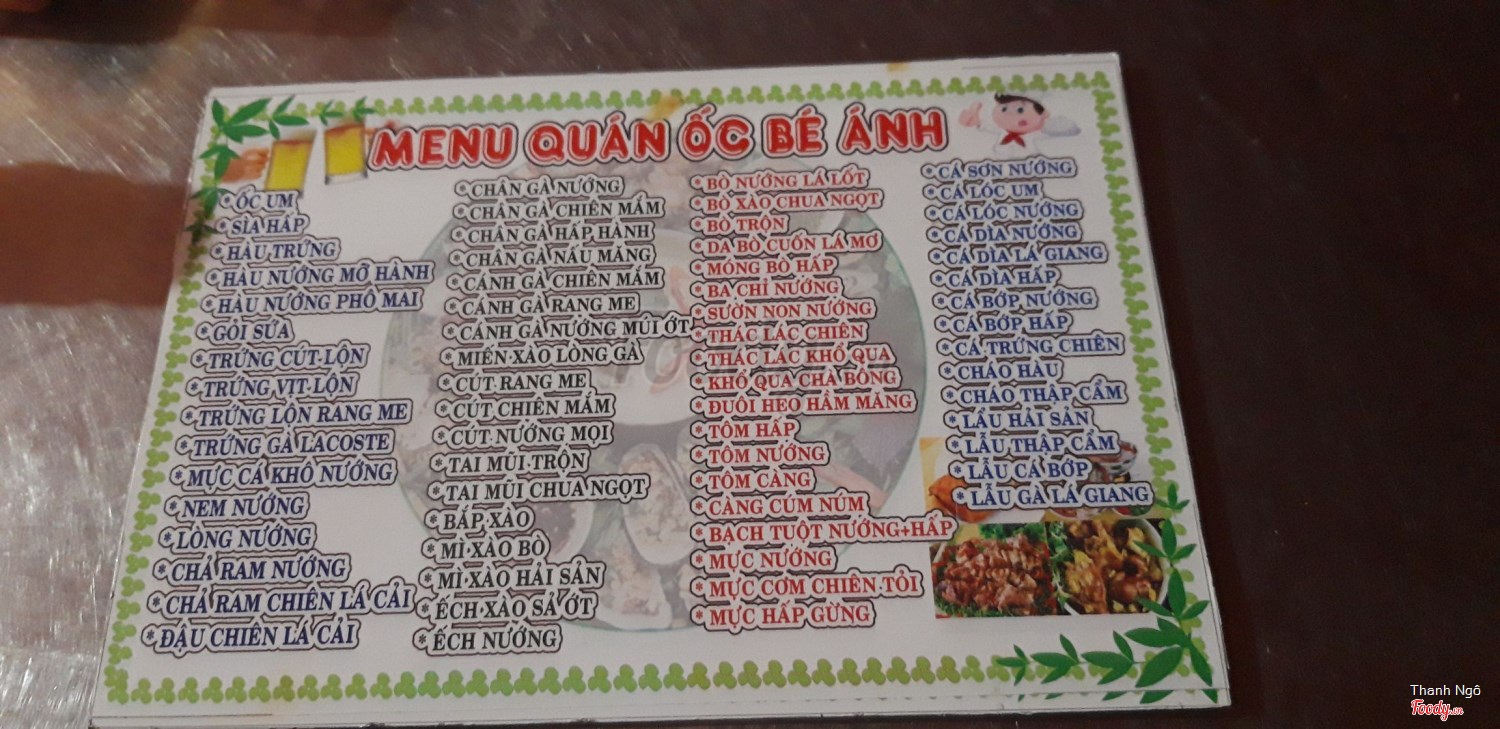 MENU QUÁN ỐC BÉ ÁNH
* ỐC UM
* SÌA HẤP
* HÀU TRỨNG
* HÀU NƯỚNG MỠ HÀNH
* HÀU NƯỚNG PHÔ MAI
* GỎI SỨA
* TRỨNG CÚT LỘN
* TRỨNG VỊT LỘN
* TRỨNG LỘN RANG ME
* TRỨNG GÀ LACOSTE
* MỰC CÁ KHÔ NƯỚNG
* NEM NƯỚNG
* LÒNG NƯỚNG
* CHẢ RAM NƯỚNG
* CHẢ RAM CHIÊN LÁ CẢI
* ĐẬU CHIÊN LÁ CẢI
* CHÂN GÀ NƯỚNG
* CHÂN GÀ CHIÊN MẮM
* CHÂN GÀ HẤP HÀNH
* CHÂN GÀ NẤU MĂNG
* CÁNH GÀ CHIÊN MẮM
* CÁNH GÀ RANG ME
* CÁNH GÀ NƯỚNG MÚI ỚT
* MIẾN XÀO LÒNG GÀ
* CÚT RANG ME
* CÚT CHIÊN MẮM
* CÚT NƯỚNG MỌI
* TAI MŨI TRỘN
* TAI MŨI CHUA NGỌT
* BẮP XÀO
* MÌ XÀO BÒ
* MÌ XÀO HẢI SẢN
* ẾCH XÀO SẢ ỚT
* ẾCH NƯỚNG
* BÒ NƯỚNG LÁ LỐT
* BÒ XÀO CHUA NGỌT
* BÒ TRỘN
* DA BÒ CUỐN LÁ MƠ
* MÓNG BÒ HẤP
* BA CHỈ NƯỚNG
* SƯỜN NON NƯỚNG
* THÁC LÁC CHIÊN
* THÁC LÁC KHỔ QUA
* KHỔ QUA CHÀ BÔNG
* ĐUÔI HEO HẦM MĂNG
* TÔM HẤP
* TÔM NƯỚNG
* TÔM CÀNG
* CÀNG CÚM NÚM
* BẠCH TUỘT NƯỚNG+HẤP
* MỰC NƯỚNG
* MỰC CƠM CHIÊN TỎI
* MỰC HẤP GỪNG
* CÁ SƠN NƯỚNG
* CÁ LÓC UM
* CÁ LÓC NƯỚNG
* CÁ DÌA NƯỚNG
* CÁ DÌA LÁ GIANG
* CÁ DÌA HẤP
* CÁ BỚP NƯỚNG
* CÁ BỚP HẤP
* CÁ TRỨNG CHIÊN
* CHÁO HÀU
* CHÁO THẬP CẨM
* LẨU HẢI SẢN
* LẨU THẬP CẨM
* LẨU CÁ BỚP
* LẨU GÀ LÁ GIANG
Thanh Ngô
Foody.vn